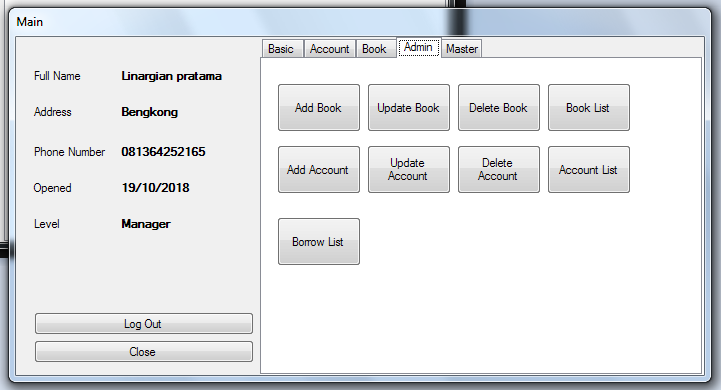 Main
Basic Account Book Admin Master
Full Name Linargian pratama
Address Bengkong
Phone Number 081364252165
Opened 19/10/2018
Level Manager
Log Out
Close
Add Book Update Book Delete Book Book List
Add Account Update Account Delete Account Account List
Borrow List